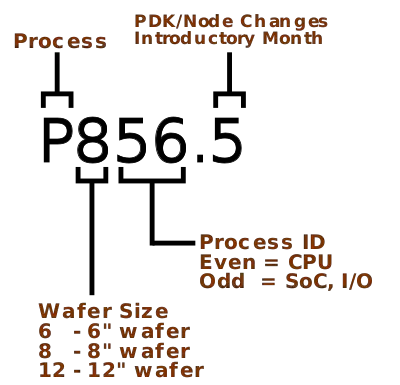 PDK/Node Changes
Introductory Month
Process
P856.5
Process ID
Even = CPU
Odd = SoC, I/O
Wafer Size
6 - 6" wafer
8 - 8" wafer
12 - 12" wafer